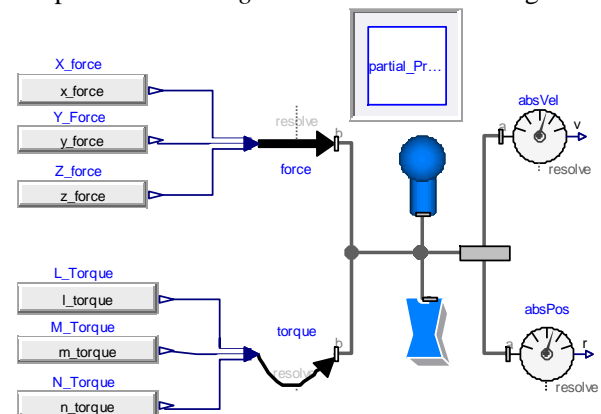 X_force
x_force
Y_Force
y_force
Z_force
z_force
resolve
b
force
partial_Pr...
absVel
a
v
resolve
L_Torque
l_torque
M_Torque
m_torque
N_Torque
n_torque
torque
b
resolve
absPos
a
r
resolve